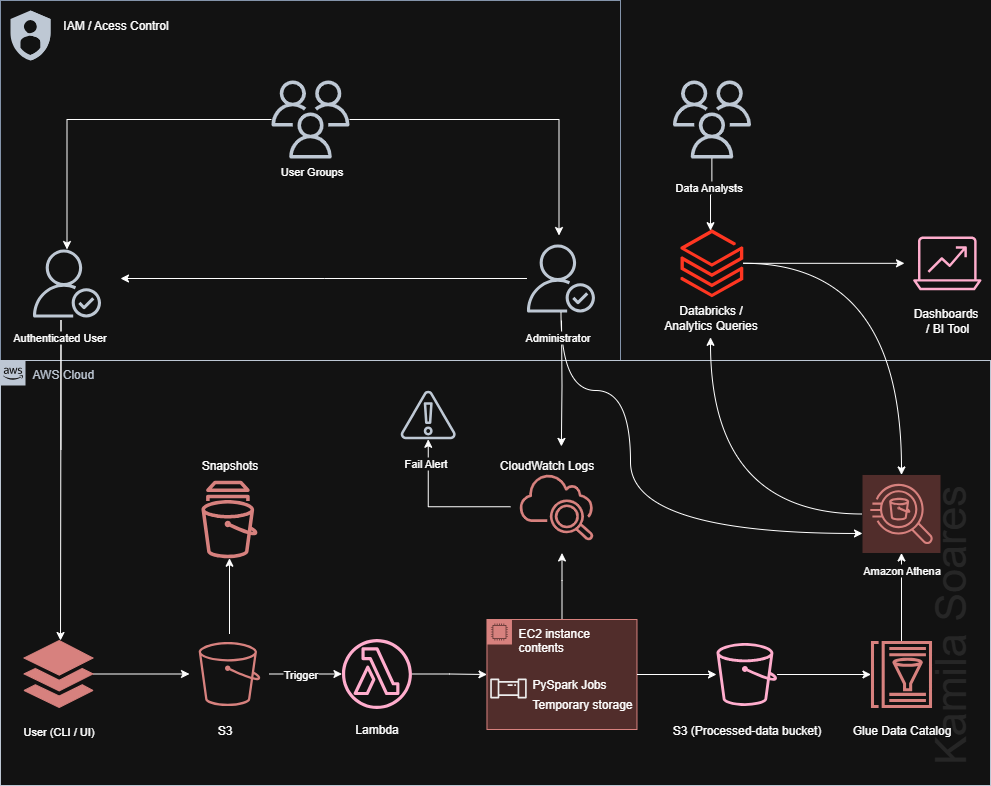 IAM / Acess Control
User Groups
Data Analysts
Authenticated User
Administrator
Databricks /
Analytics Queries
Dashboards
/ BI Tool
aws
AWS Cloud
Snapshots
Fail Alert
CloudWatch Logs
Amazon Athena
EC2 instance
contents
PySpark Jobs
Temporary storage
Trigger
User (CLI / UI)
S3
Lambda
S3 (Processed-data bucket)
Glue Data Catalog
Kamila Soares